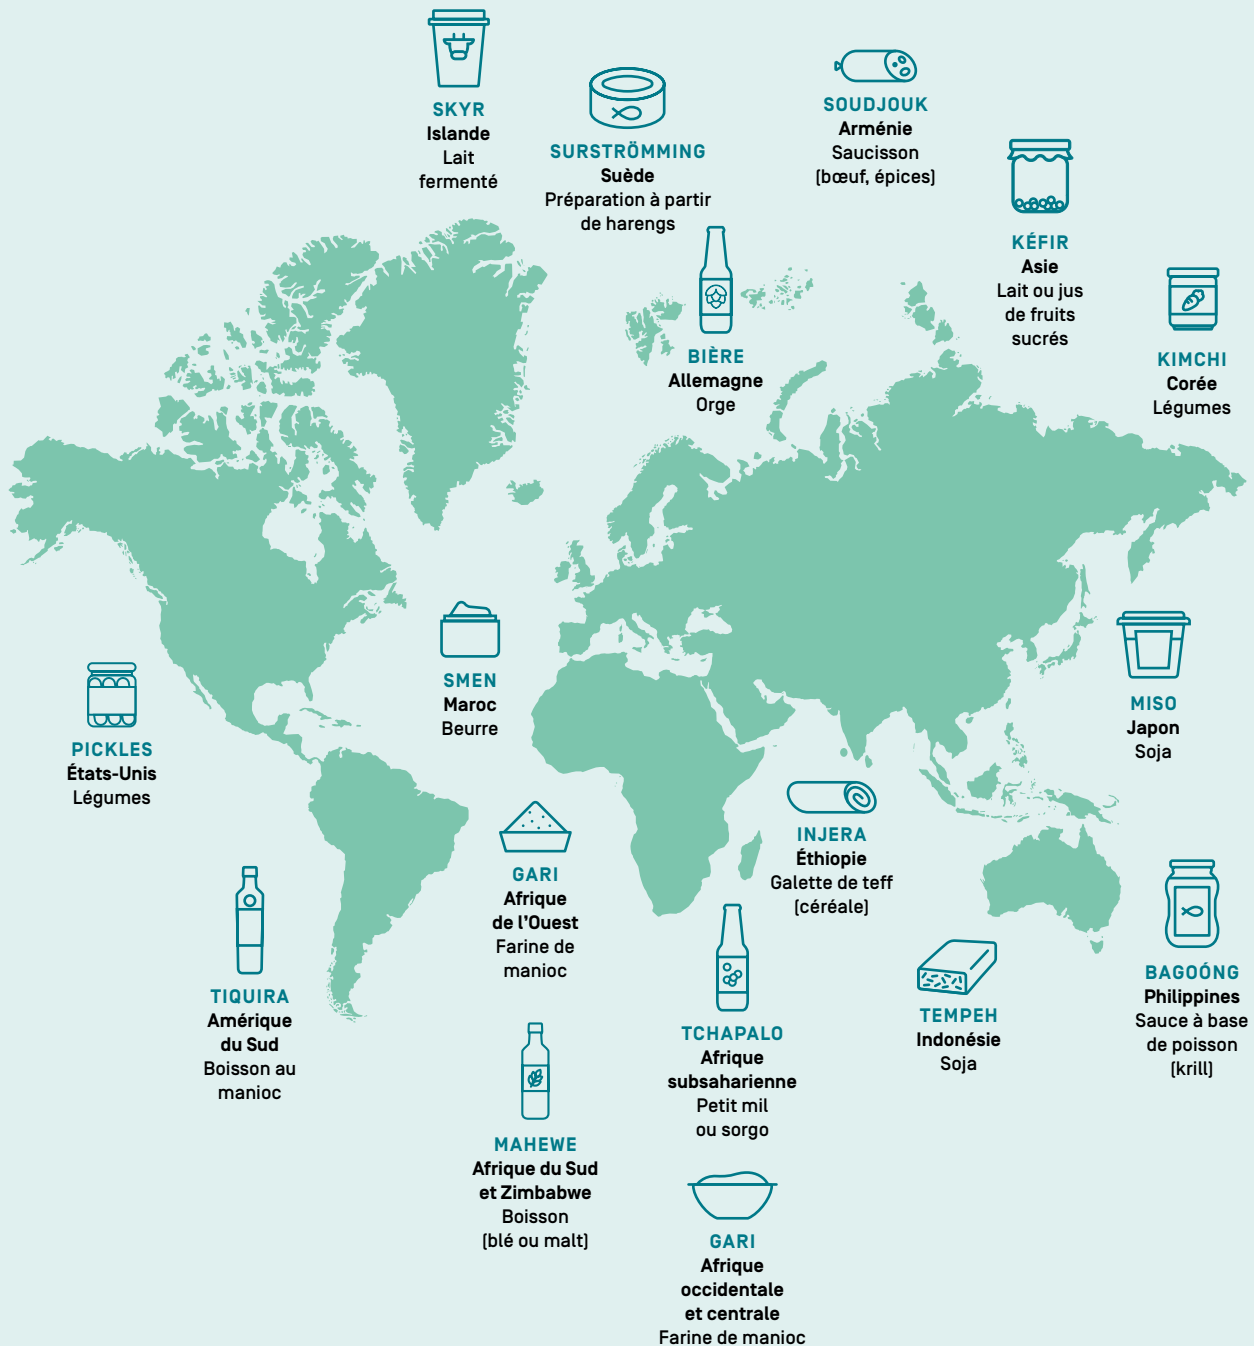 SKYR
Islande
Lait
fermenté
SURSTRÖMMING
Suède
Préparation à partir
de harengs
SOUDJOUK
Arménie
Saucisson
(bœuf, épices)
KÉFIR
Asie
Lait ou jus
de fruits
sucrés
BIÈRE
Allemagne
Orge
KIMCHI
Corée
Légumes
SMEN
Maroc
Beurre
PICKLES
États-Unis
Légumes
MISO
Japon
Soja
INJERA
Éthiopie
Galette de teff
(céréale)
GARI
Afrique
de l'Ouest
Farine de
manioc
TIQUIRA
Amérique
du Sud
Boisson au
manioc
TCHAPALO
Afrique
subsaharienne
Petit mil
ou sorgo
TEMPEH
Indonésie
Soja
BAGOÓNG
Philippines
Sauce à base
de poisson
(krill)
MAHEWE
Afrique du Sud
et Zimbabwe
Boisson
(blé ou malt)
GARI
Afrique
occidentale
et centrale
Farine de manioc